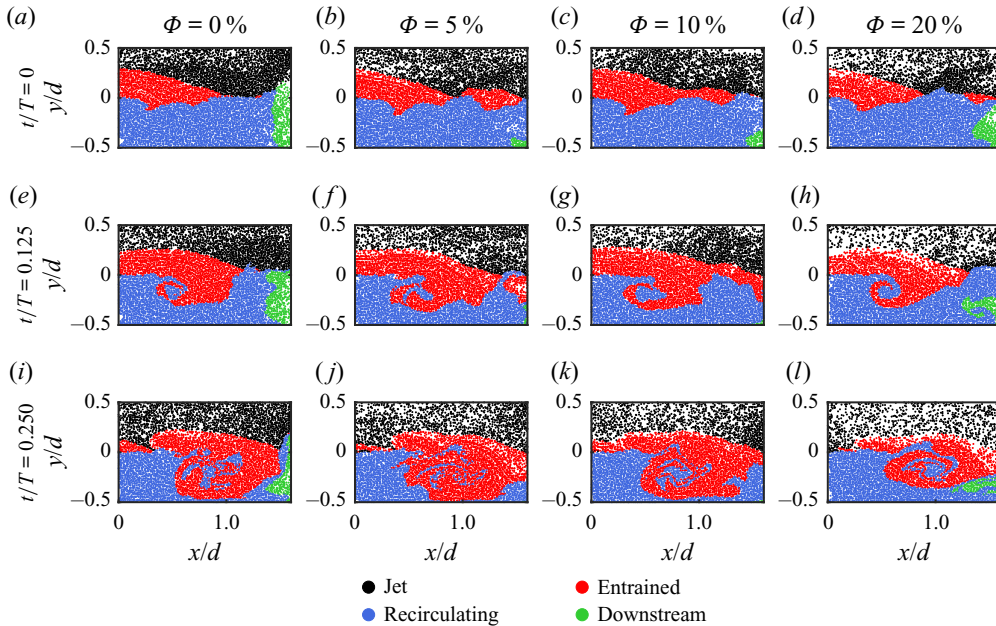 (a) Φ = 0 % (b) Φ = 5 % (c) Φ = 10 % (d) Φ = 20 %
t/T = 0
y/d
0.5
0
−0.5
(e) (f) (g) (h)
t/T = 0.125
y/d
0.5
0
−0.5
(i) (j) (k) (l)
t/T = 0.250
y/d
0.5
0
−0.5
0 1.0 0 1.0 0 1.0 0 1.0
x/d x/d x/d x/d
Jet Entrained
Recirculating Downstream